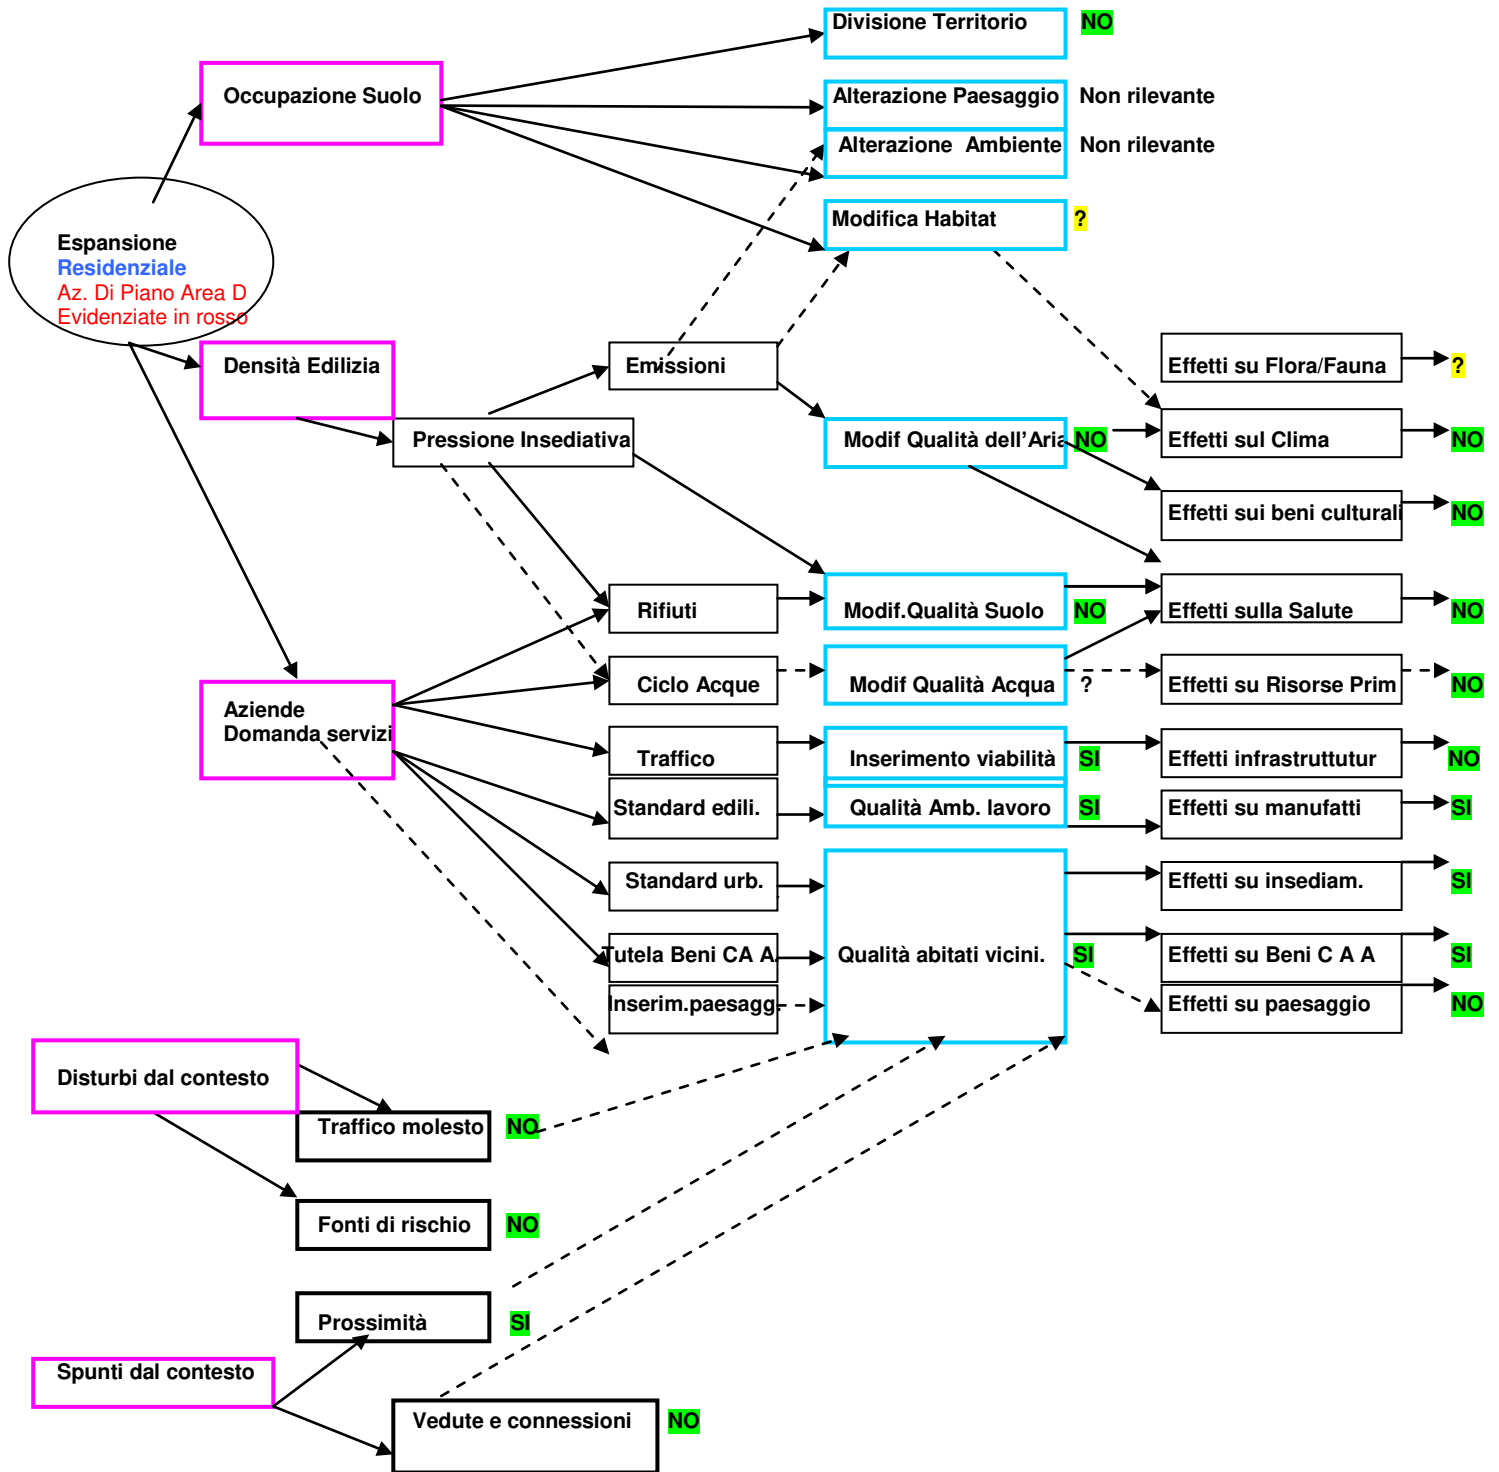 Divisione Territorio NO
Occupazione Suolo
Alterazione Paesaggio Non rilevante
Alterazione Ambiente Non rilevante
Modifica Habitat ?
Espansione
Residenziale
Az. Di Piano Area D
Evidenziate in rosso
Densità Edilizia
Emissioni
Effetti su Flora/Fauna ?
Pressione Insediativa
Modif Qualità dell'Aria NO
Effetti sul Clima NO
Effetti sui beni culturali NO
Rifiuti
Modif.Qualità Suolo NO
Effetti sulla Salute NO
Ciclo Acque
Modif Qualità Acqua ?
Effetti su Risorse Prim NO
Aziende
Domanda servizi
Traffico
Inserimento viabilità SI
Effetti infrastruttutur NO
Standard edili.
Qualità Amb. lavoro SI
Effetti su manufatti SI
Standard urb.
Effetti su insediam. SI
Tutela Beni CA A.
Qualità abitati vicini. SI
Effetti su Beni C A A SI
Inserim.paesagg.
Effetti su paesaggio NO
Disturbi dal contesto
Traffico molesto NO
Fonti di rischio NO
Prossimità SI
Spunti dal contesto
Vedute e connessioni NO